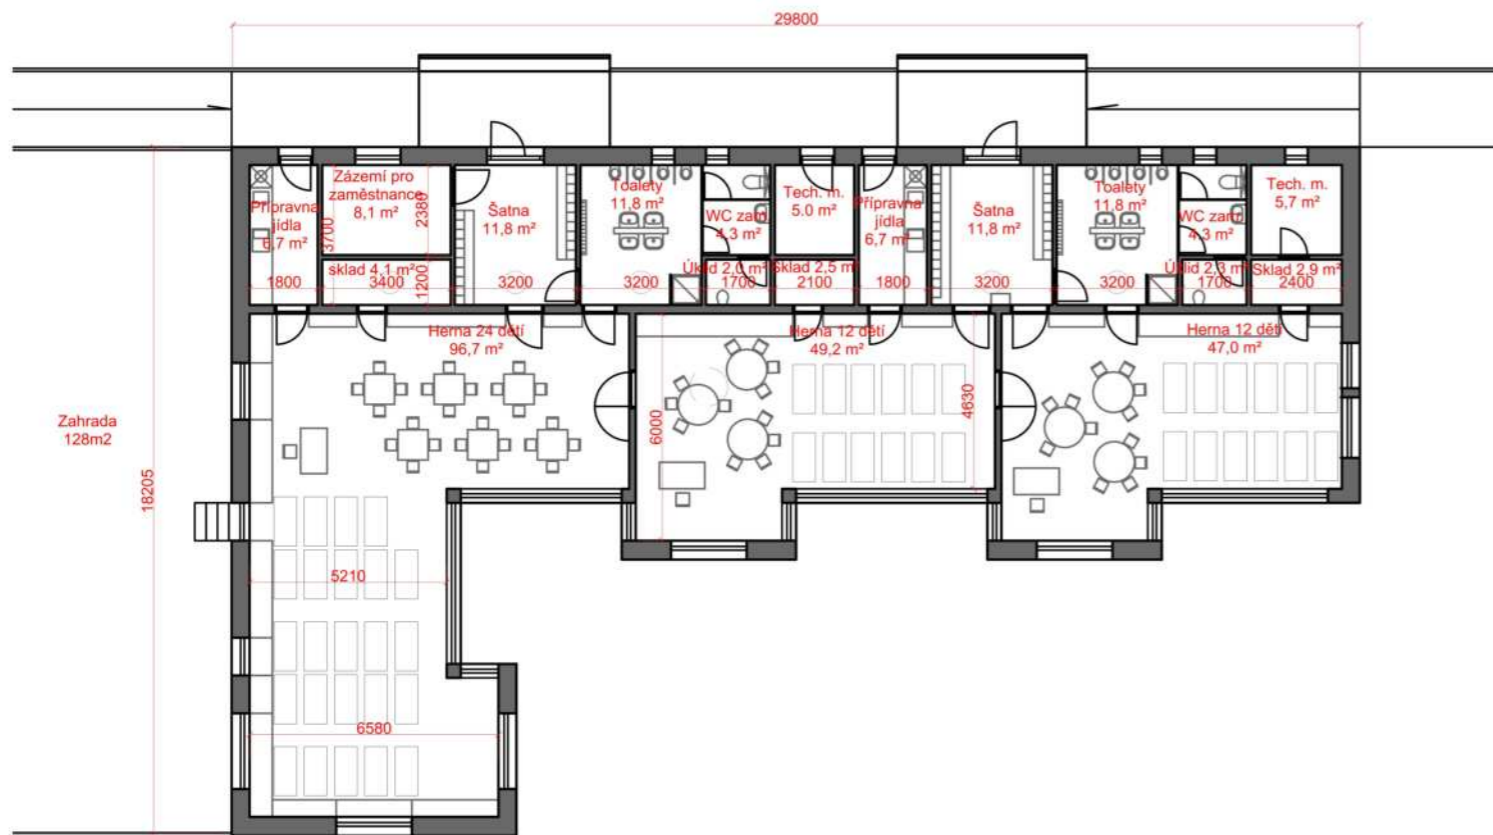 29800
Přípravna
jídla
6,7 m²
1800
Zázemí pro
zaměstnance
8,1 m²
3700
2380
sklad 4,1 m²
3400
1200
Šatna
11,8 m²
3200
Toalety
11,8 m²
3200
WC zam.
4.3 m²
Úklid 2,0 m²
1700
Tech. m.
5.0 m²
Sklad 2,5 m²
2100
Přípravna
jídla
6,7 m²
1800
Šatna
11,8 m²
3200
Toalety
11,8 m²
3200
WC zam.
4.3 m²
Úklid 2,3 m²
1700
Tech. m.
5,7 m²
Sklad 2,9 m²
2400
Herna 24 dětí
96,7 m²
Herna 12 dětí
49,2 m²
Herna 12 dětí
47,0 m²
6000
4630
Zahrada
128m2
18205
5210
6580